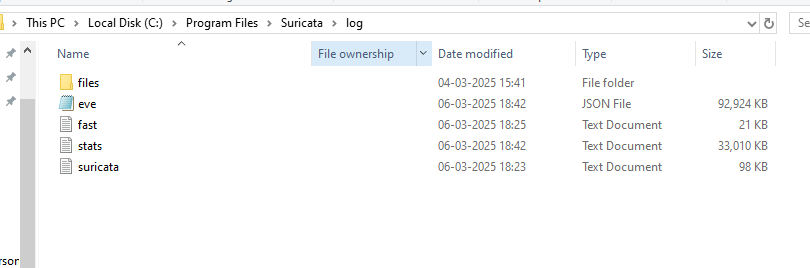 This PC > Local Disk (C:) > Program Files > Suricata > log
Se
Name File ownership Date modified Type Size
files 04-03-2025 15:41 File folder
eve 06-03-2025 18:42 JSON File 92,924 KB
fast 06-03-2025 18:25 Text Document 21 KB
stats 06-03-2025 18:42 Text Document 33,010 KB
suricata 06-03-2025 18:23 Text Document 98 KB
rson